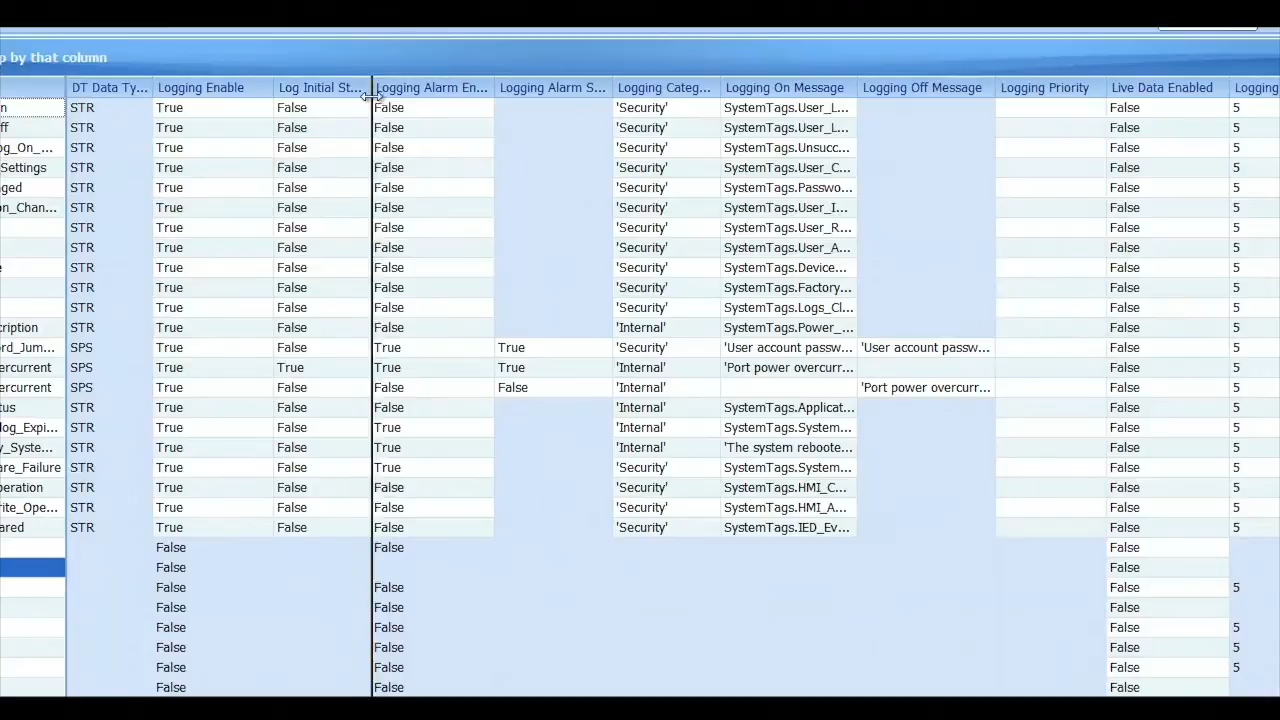 p by that column
DT Data Ty... Logging Enable Log Initial St... Logging Alarm En... Logging Alarm S... Logging Categ... Logging On Message Logging Off Message Logging Priority Live Data Enabled Logging
n STR True False False 'Security' SystemTags.User_L... False 5
ff STR True False False 'Security' SystemTags.User_L... False 5
og_On_... STR True False False 'Security' SystemTags.Unsucc... False 5
Settings STR True False False 'Security' SystemTags.User_C... False 5
ged STR True False False 'Security' SystemTags.Passwo... False 5
on_Chan... STR True False False 'Security' SystemTags.User_I... False 5
STR True False False 'Security' SystemTags.User_R... False 5
STR True False False 'Security' SystemTags.User_A... False 5
e STR True False False 'Security' SystemTags.Device... False 5
STR True False False 'Security' SystemTags.Factory... False 5
STR True False False 'Security' SystemTags.Logs_Cl... False 5
cription STR True False False 'Internal' SystemTags.Power_... False 5
ord_Jum... SPS True False True True 'Security' 'User account passw... 'User account passw... False 5
ercurrent SPS True True True True 'Internal' 'Port power overcurr... False 5
ercurrent SPS True False False False 'Internal' 'Port power overcurr... False 5
tus STR True False False 'Internal' SystemTags.Applicat... False 5
log_Expi... STR True False True 'Internal' SystemTags.System... False 5
y_Syste... STR True False True 'Internal' 'The system reboote... False 5
are_Failure STR True False True 'Security' SystemTags.System... False 5
peration STR True False False 'Security' SystemTags.HMI_C... False 5
rite_Ope... STR True False False 'Security' SystemTags.HMI_A... False 5
ared STR True False False 'Security' SystemTags.IED_Ev... False 5
False False False
False False
False False False 5
False False False
False False False 5
False False False 5
False False False 5
False False False